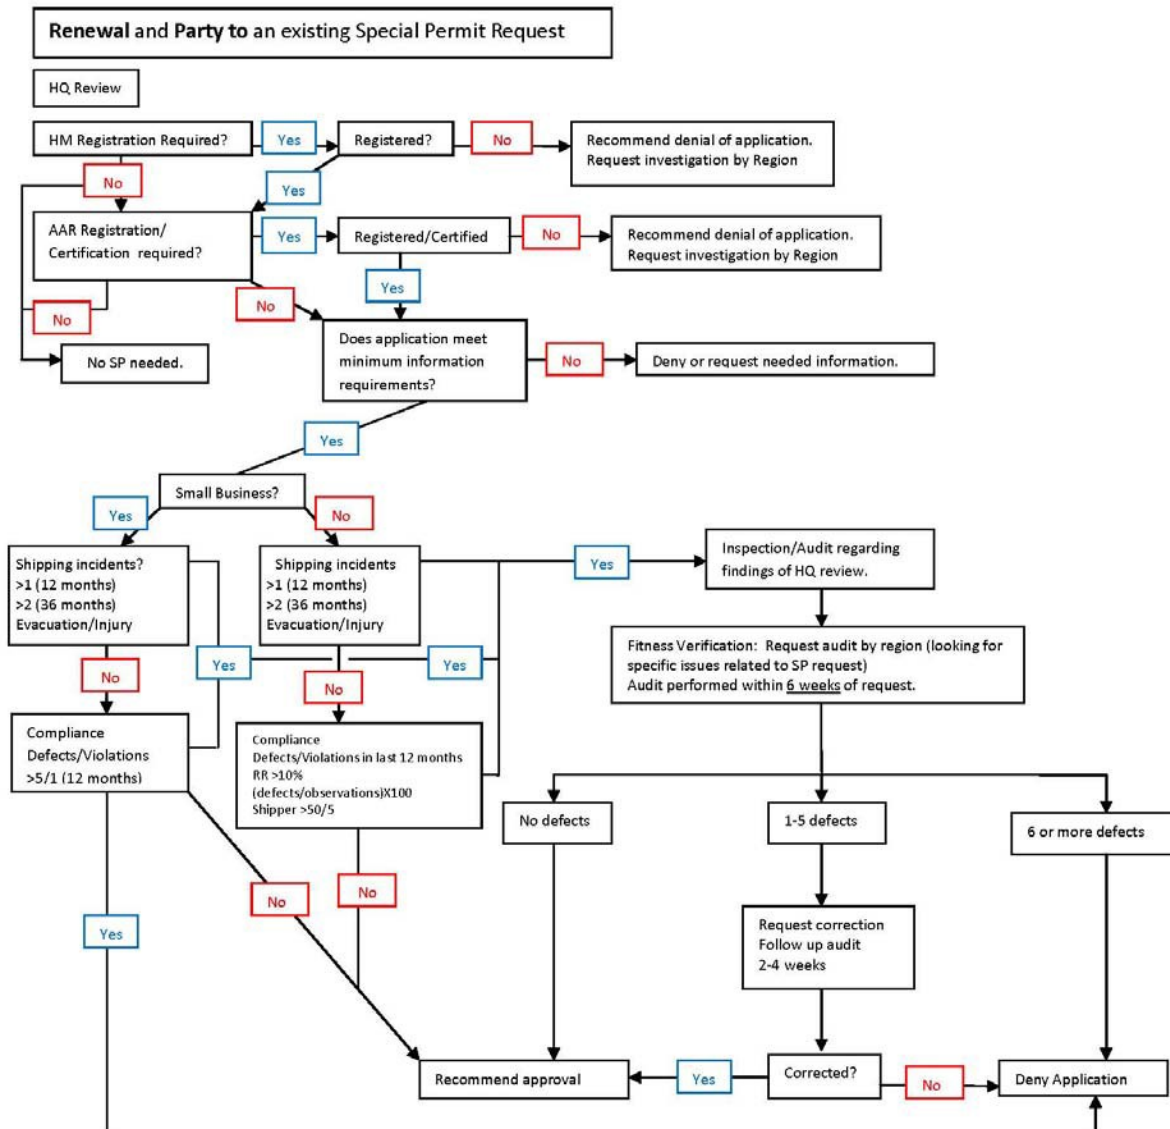 Renewal and Party to an existing Special Permit Request
HQ Review
HM Registration Required?
Yes
Registered?
No
Recommend denial of application.
Request investigation by Region
No
Yes
AAR Registration/
Certification required?
Yes
Registered/Certified
No
Recommend denial of application.
Request investigation by Region
Yes
No
No
No SP needed.
Does application meet
minimum information
requirements?
No
Deny or request needed information.
Yes
Small Business?
Yes
No
Shipping incidents?
>1 (12 months)
>2 (36 months)
Evacuation/Injury
Shipping incidents
>1 (12 months)
>2 (36 months)
Evacuation/Injury
Yes
Inspection/Audit regarding
findings of HQ review.
No
Yes
Yes
No
Fitness Verification: Request audit by region (looking for
specific issues related to SP request)
Audit performed within 6 weeks of request.
Compliance
Defects/Violations
>5/1 (12 months)
Compliance
Defects/Violations in last 12 months
RR >10%
(defects/observations)X100
Shipper >50/5
No defects
1-5 defects
6 or more defects
No
No
Yes
Request correction
Follow up audit
2-4 weeks
Recommend approval
Yes
Corrected?
No
Deny Application